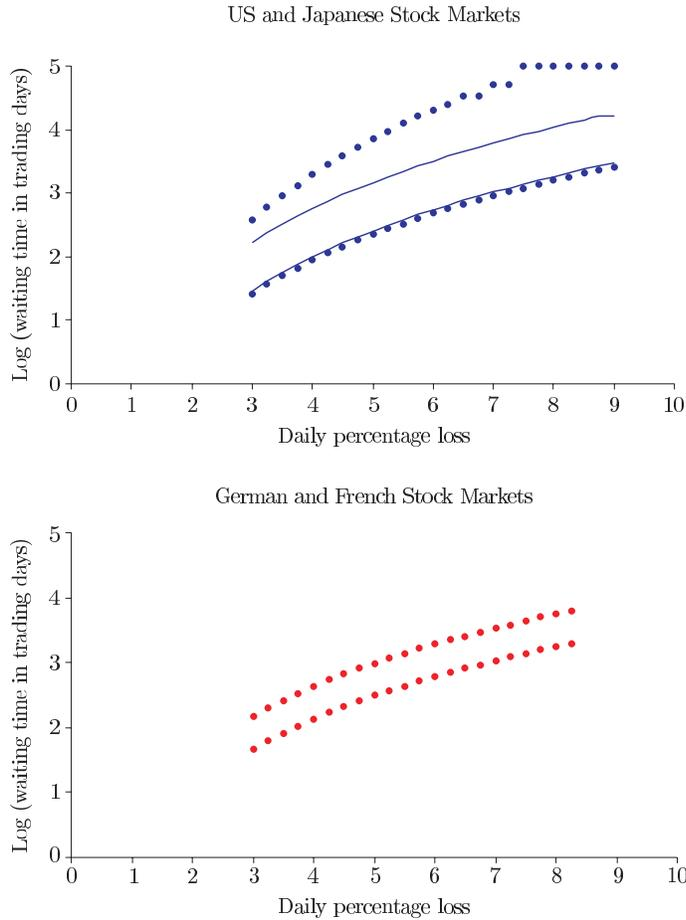 US and Japanese Stock Markets
5
4
3
2
1
0
Log (waiting time in trading days)
0 1 2 3 4 5 6 7 8 9 10
Daily percentage loss
German and French Stock Markets
5
4
3
2
1
0
Log (waiting time in trading days)
0 1 2 3 4 5 6 7 8 9 10
Daily percentage loss